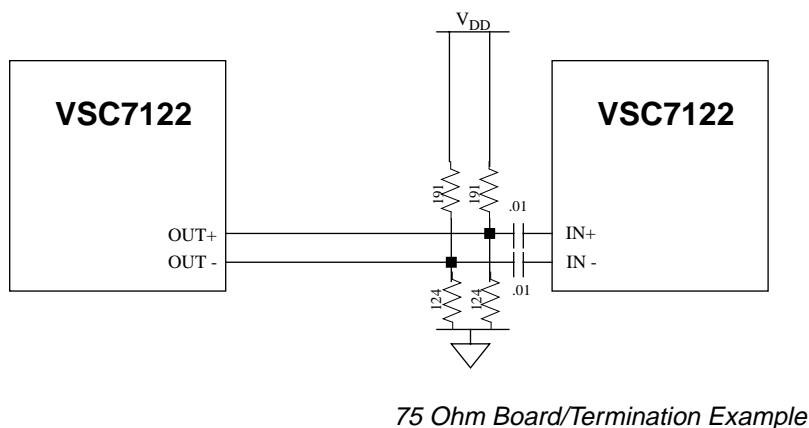 VDD
VSC7122
VSC7122
191
191
.01
OUT+
IN+
OUT -
IN -
.01
124
124
75 Ohm Board/Termination Example